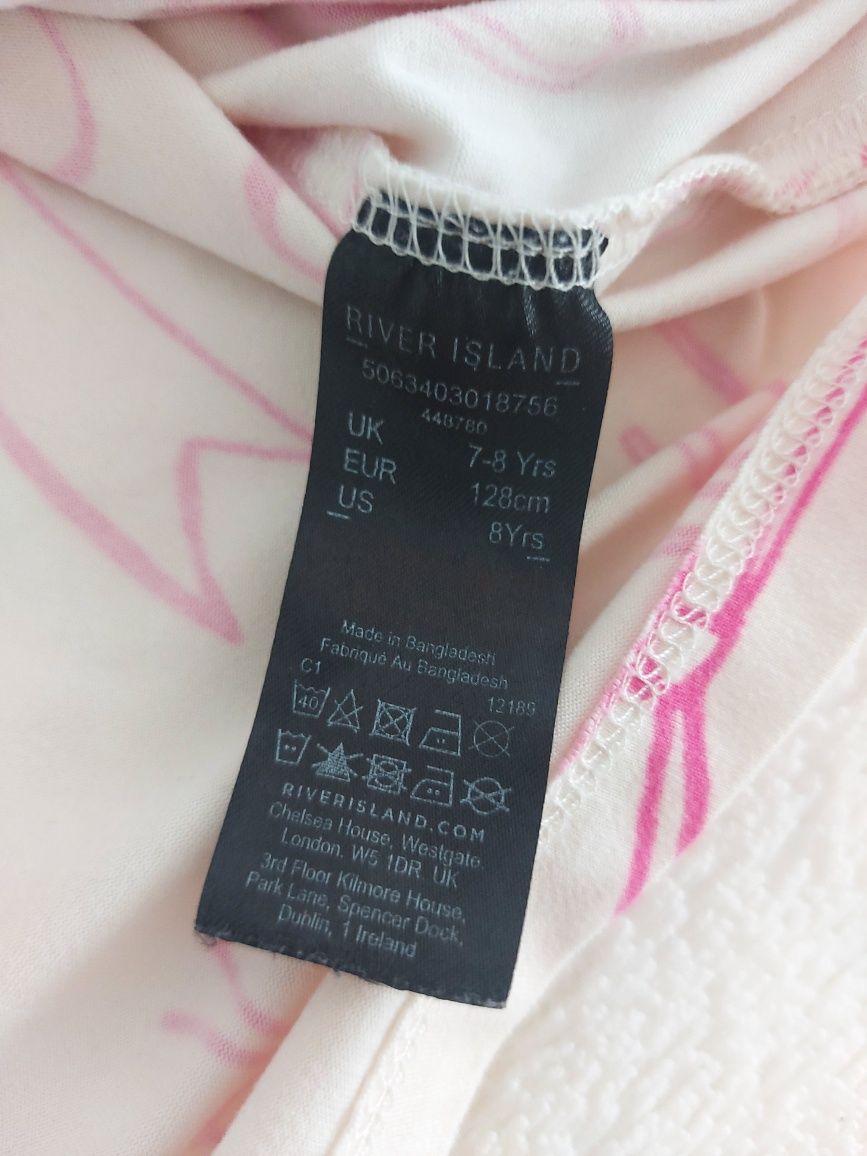 RIVER ISLAND
5063403018756
448780
UK 7-8 Yrs
EUR 128cm
US 8Yrs
Made in Bangladesh
Fabriqué Au Bangladesh
C1 12189
40
RIVERISLAND.COM
Chelsea House, Westgate,
London. W5 1DR. UK
3rd Floor Kilmore House,
Park Lane, Spencer Dock,
Dublin, 1 Ireland